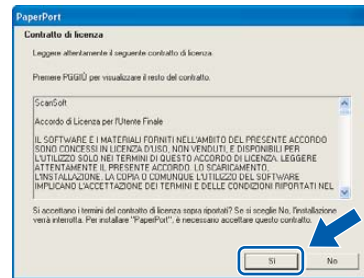 PaperPort
Contratto di licenza
Leggere attentamente il seguente contratto di licenza.
Premere PGGIÙ per visualizzare il resto del contratto.
ScanSoft
Accordo di Licenza per l'Utente Finale
IL SOFTWARE E I MATERIALI FORNITI NELL'AMBITO DEL PRESENTE ACCORDO
SONO CONCESSI IN LICENZA D'USO, NON VENDUTI, E DISPONIBILI PER
L'UTILIZZO SOLO NEI TERMINI DI QUESTO ACCORDO DI LICENZA. LEGGERE
ATTENTAMENTE IL PRESENTE ACCORDO. LO SCARICAMENTO,
L'INSTALLAZIONE, LA COPIA O COMUNQUE L'UTILIZZO DEL SOFTWARE
IMPLICANO L'ACCETTAZIONE DEI TERMINI E DELLE CONDIZIONI RIPORTATI NEL
Si accettano i termini del contratto di licenza sopra riportati? Se si sceglie No, l'installazione
verrà interrotta. Per installare "PaperPort", è necessario accettare questo contratto.
Sì
No